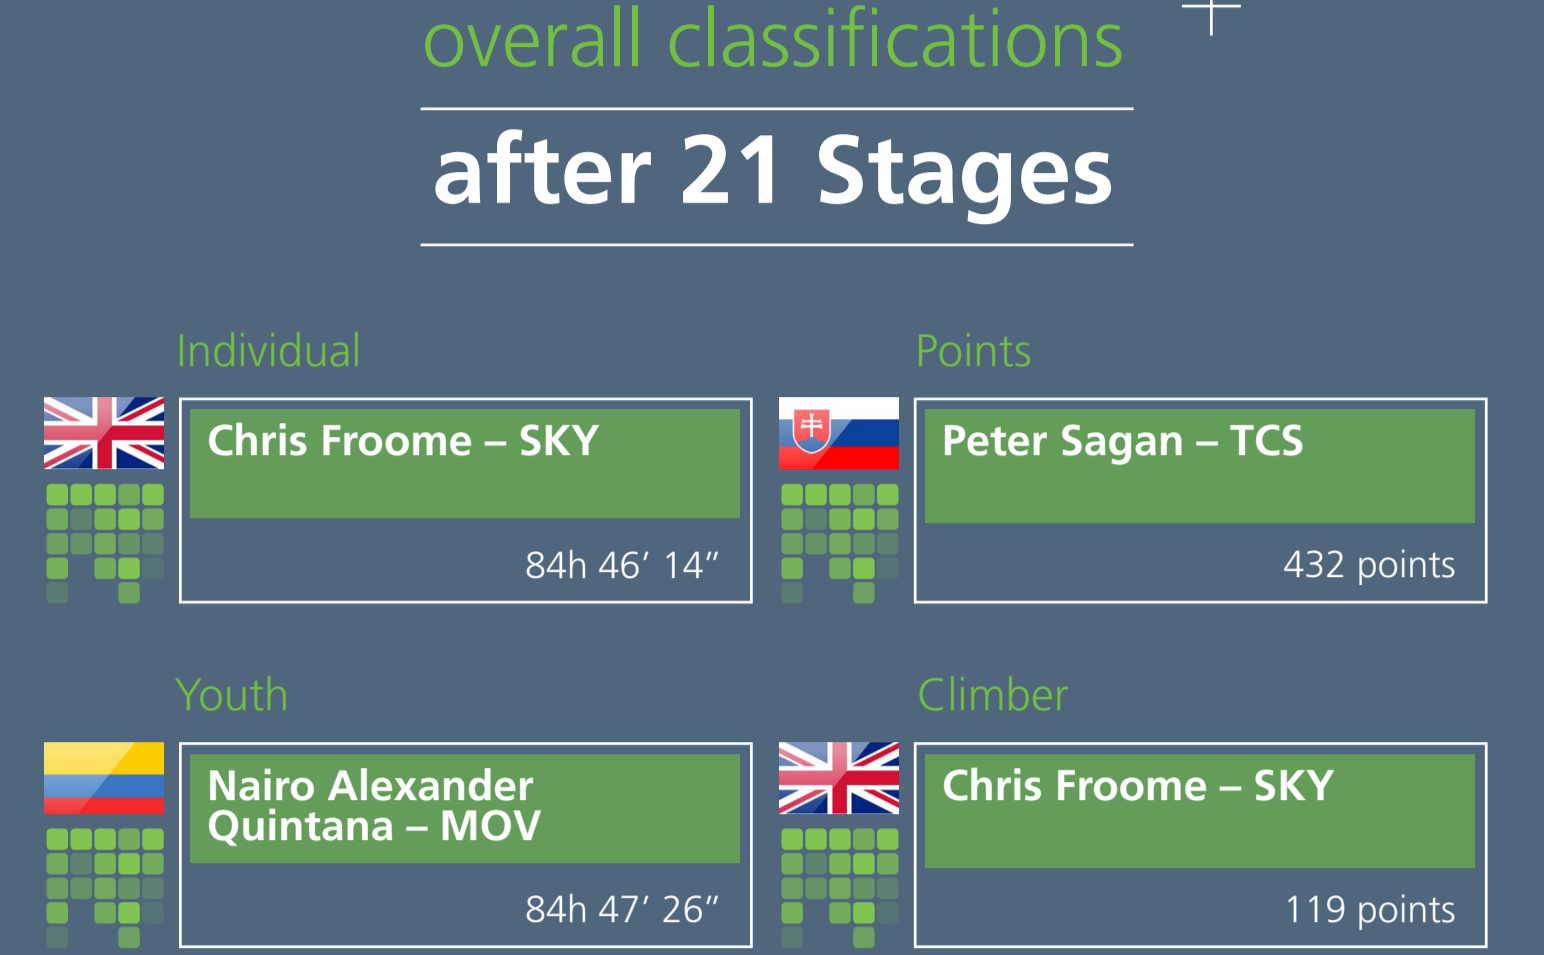 overall classifications
after 21 Stages
Individual
Chris Froome – SKY
84h 46′ 14″
Points
Peter Sagan – TCS
432 points
Youth
Nairo Alexander
Quintana – MOV
84h 47′ 26″
Climber
Chris Froome – SKY
119 points